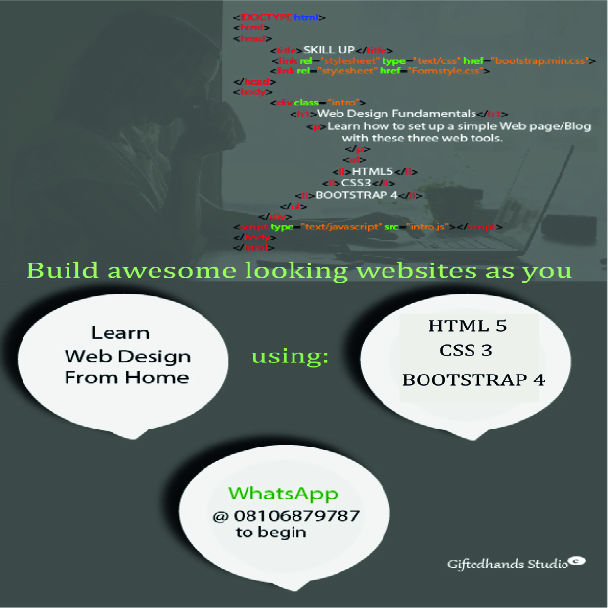 <!DOCTYPE html>
<html>
<head>
<title>SKILL UP</title>
<link rel="stylesheet" type="text/css" href="bootstrap.min.css">
<link rel="stylesheet" href="Formstyle.css">
</head>
<body>
<div class="intro">
<h1>Web Design Fundamentals</h1>
<p>Learn how to set up a simple Web page/Blog
with these three web tools.
</p>
<ul>
<li>HTML5</li>
<li>CSS3</li>
<li>BOOTSTRAP 4</li>
</ul>
</div>
<script type="text/javascript" src="intro.js"></script>
</body>
</html>
Build awesome looking websites as you
Learn
Web Design
From Home
using:
HTML 5
CSS 3
BOOTSTRAP 4
WhatsApp
@ 08106879787
to begin
Giftedhands Studio